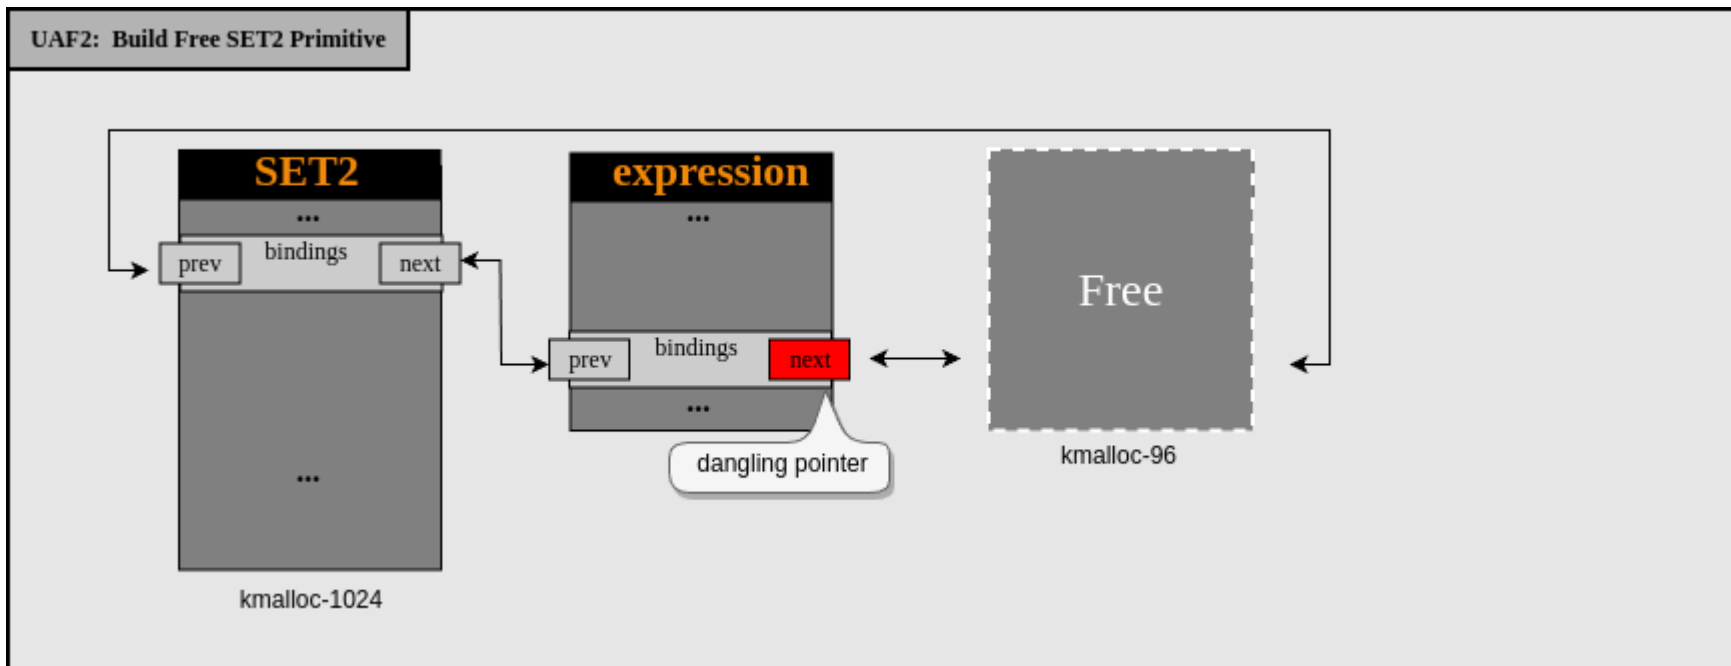 UAF2: Build Free SET2 Primitive
SET2
...
prev bindings next
...
kmalloc-1024
expression
...
prev bindings next
...
dangling pointer
Free
kmalloc-96